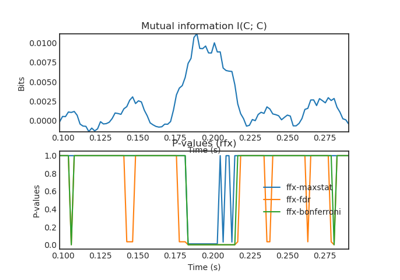 Mutual information I(C; C)
0.0100
0.0075
0.0050
0.0025
0.0000
Bits
0.100 0.125 0.150 0.175 0.200 0.225 0.250 0.275
Time (s)
P-values (rfx)
1.0
0.8
0.6
0.4
0.2
0.0
P-values
ffx-maxstat
ffx-fdr
ffx-bonferroni
0.100 0.125 0.150 0.175 0.200 0.225 0.250 0.275
Time (s)